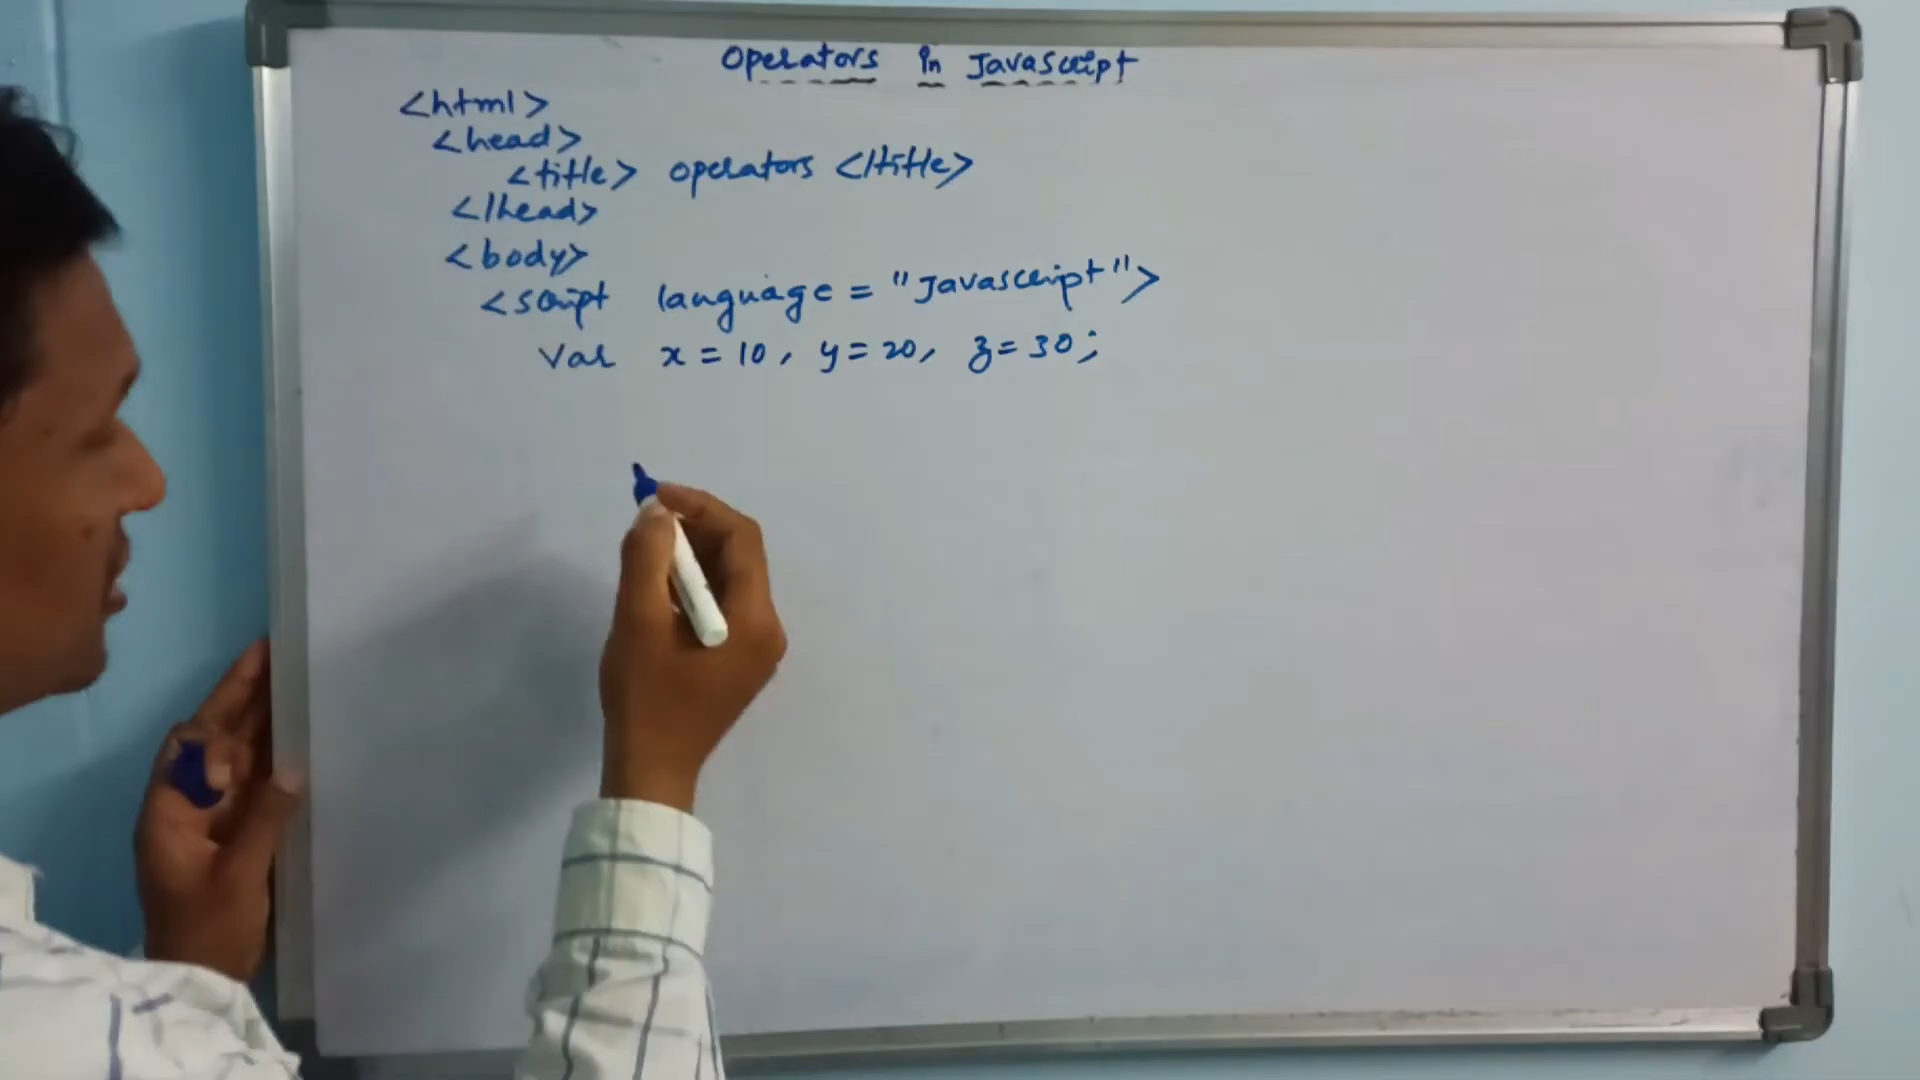 Operators in Javascript
<html>
<head>
<title> operators </title>
</head>
<body>
<script language = "Javascript">
Var x = 10, y = 20, z = 30;